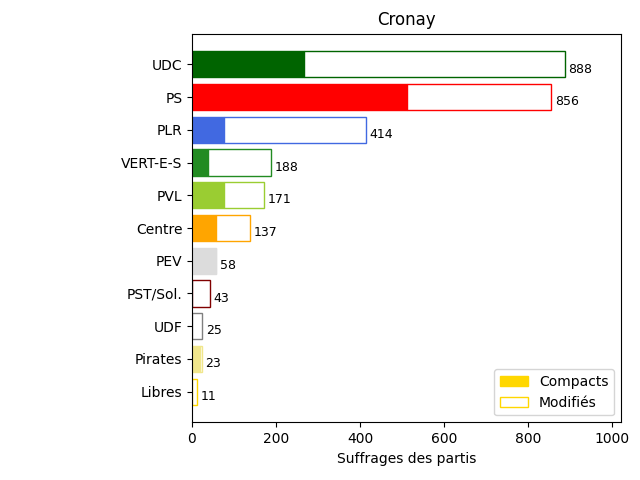 Cronay
UDC 888
PS 856
PLR 414
VERT-E-S 188
PVL 171
Centre 137
PEV 58
PST/Sol. 43
UDF 25
Pirates 23
Libres 11
Compacts
Modifiés
0 200 400 600 800 1000
Suffrages des partis